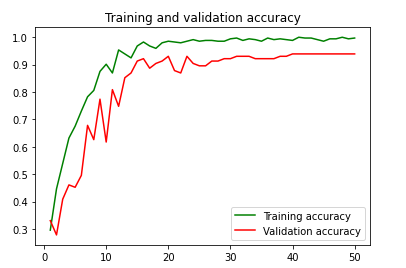 Training and validation accuracy
1.0
0.9
0.8
0.7
0.6
0.5
0.4
0.3
0 10 20 30 40 50
Training accuracy
Validation accuracy